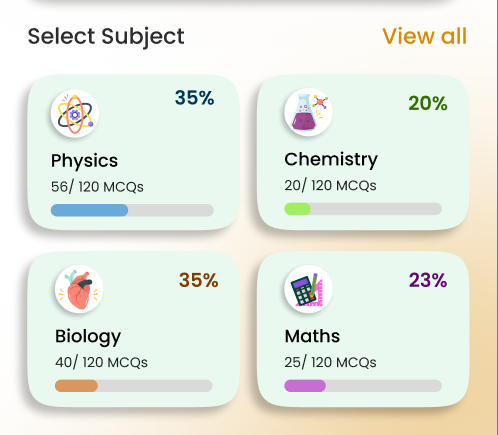 Select Subject View all
35%
Physics
56/ 120 MCQs
20%
Chemistry
20/ 120 MCQs
35%
Biology
40/ 120 MCQs
23%
Maths
25/ 120 MCQs